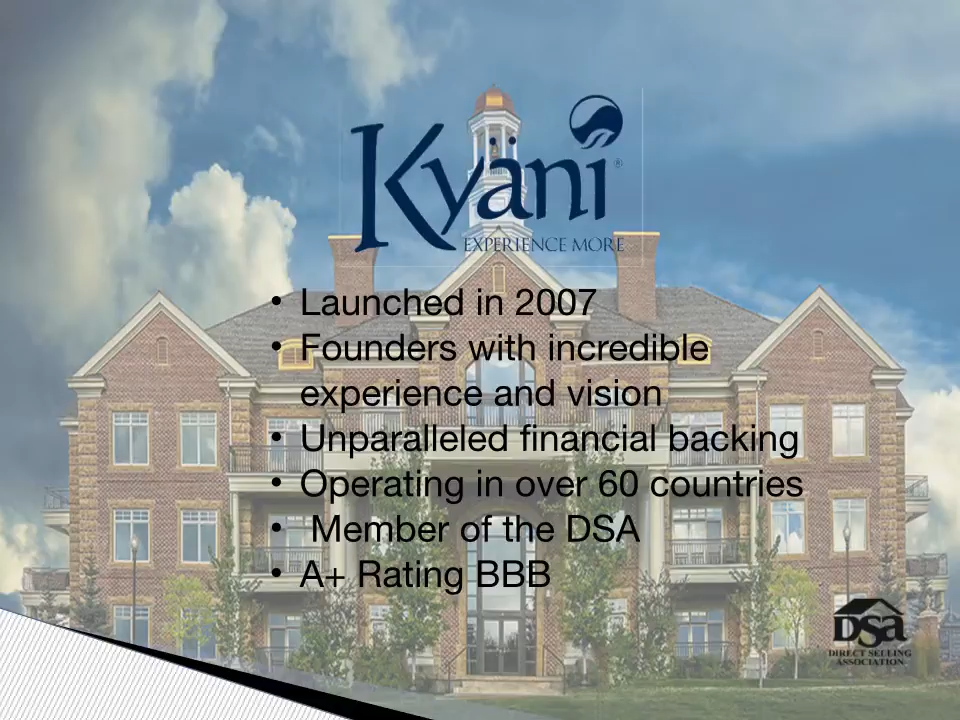 Kyäni®
EXPERIENCE MORE
• Launched in 2007
• Founders with incredible
experience and vision
• Unparalleled financial backing
• Operating in over 60 countries
• Member of the DSA
• A+ Rating BBB
DSA
DIRECT SELLING
ASSOCIATION